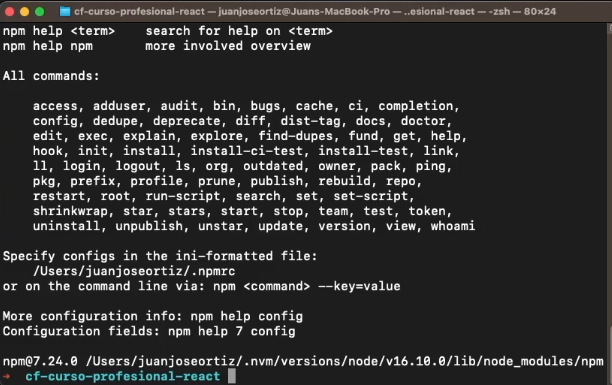 cf-curso-profesional-react — juanjoseortiz@Juans-MacBook-Pro — ..esional-react — -zsh — 80×24
npm help <term>    search for help on <term>
npm help npm       more involved overview
All commands:
access, adduser, audit, bin, bugs, cache, ci, completion,
config, dedupe, deprecate, diff, dist-tag, docs, doctor,
edit, exec, explain, explore, find-dupes, fund, get, help,
hook, init, install, install-ci-test, install-test, link,
ll, login, logout, ls, org, outdated, owner, pack, ping,
pkg, prefix, profile, prune, publish, rebuild, repo,
restart, root, run-script, search, set, set-script,
shrinkwrap, star, stars, start, stop, team, test, token,
uninstall, unpublish, unstar, update, version, view, whoami
Specify configs in the ini-formatted file:
/Users/juanjoseortiz/.npmrc
or on the command line via: npm <command> --key=value
More configuration info: npm help config
Configuration fields: npm help 7 config
npm@7.24.0 /Users/juanjoseortiz/.nvm/versions/node/v16.10.0/lib/node_modules/npm
➜  cf-curso-profesional-react